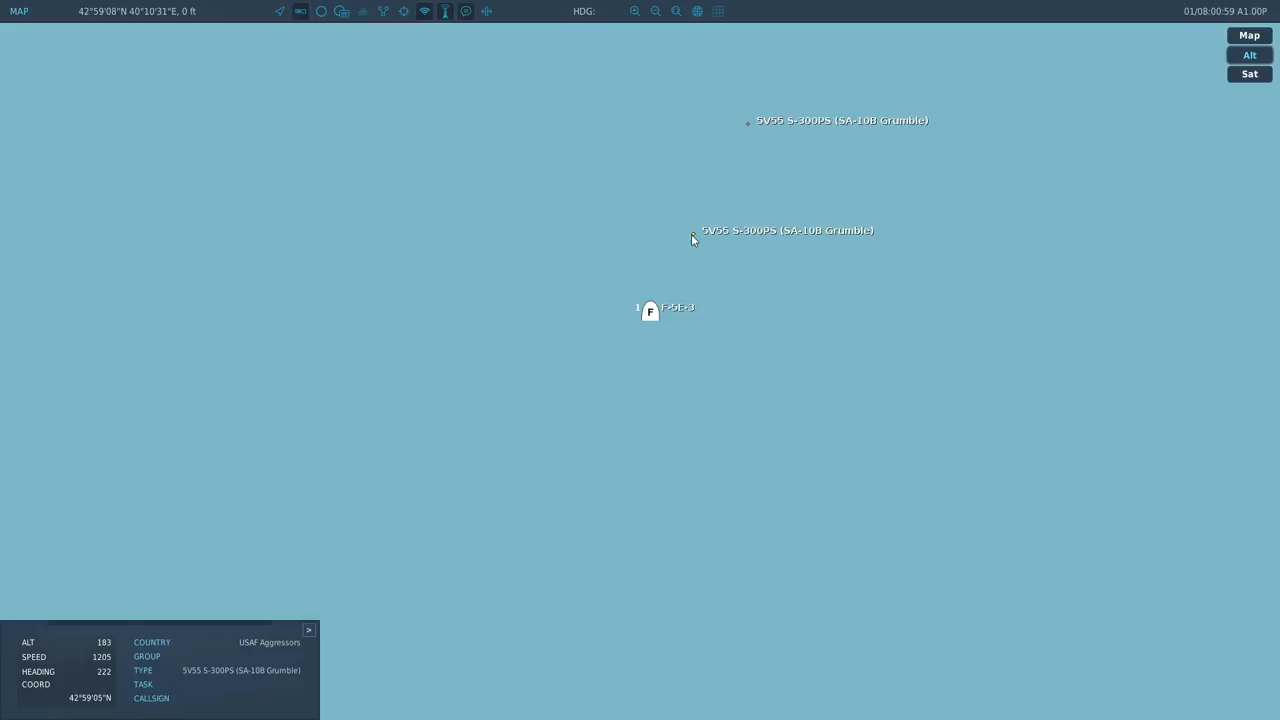 MAP
42°59'08"N 40°10'31"E, 0 ft
HDG:
01/08:00:59 A1.00P
Map
Alt
Sat
5V55 S-300PS (SA-10B Grumble)
5V55 S-300PS (SA-10B Grumble)
1 F F-5E-3
>
ALT 183 COUNTRY USAF Aggressors
SPEED 1205 GROUP
HEADING 222 TYPE 5V55 S-300PS (SA-10B Grumble)
COORD TASK
42°59'05"N CALLSIGN